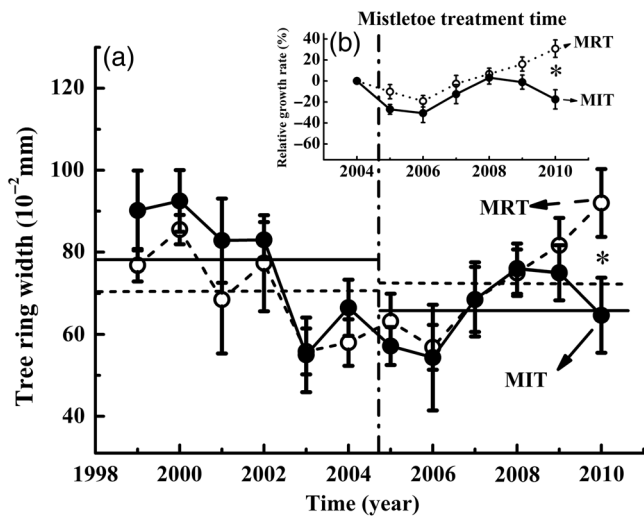 Mistletoe treatment time
(a)
(b)
Relative growth rate (%)
40
20
0
−20
−40
−60
2004 2006 2008 2010
MRT
*
MIT
Tree ring width (10⁻²mm)
120
100
80
60
40
MRT
*
MIT
1998 2000 2002 2004 2006 2008 2010
Time (year)